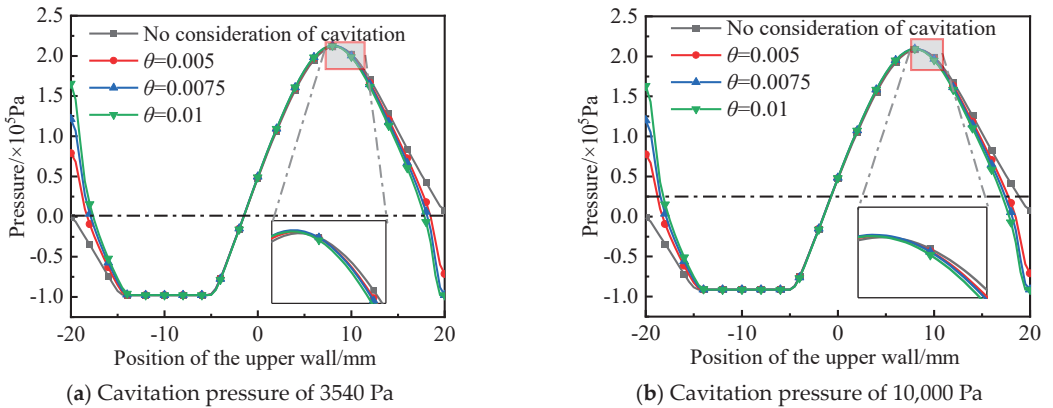 2.5
2.0
1.5
1.0
0.5
0.0
-0.5
-1.0
Pressure/×10⁵Pa
No consideration of cavitation
θ=0.005
θ=0.0075
θ=0.01
-20
-10
0
10
20
Position of the upper wall/mm
(a) Cavitation pressure of 3540 Pa
2.5
2.0
1.5
1.0
0.5
0.0
-0.5
-1.0
Pressure/×10⁵Pa
No consideration of cavitation
θ=0.005
θ=0.0075
θ=0.01
-20
-10
0
10
20
Position of the upper wall/mm
(b) Cavitation pressure of 10,000 Pa